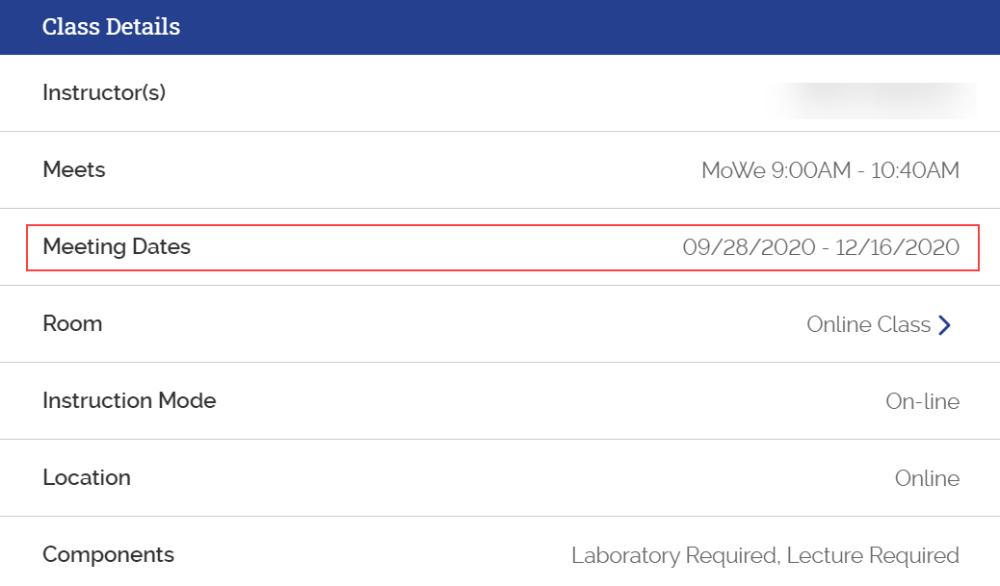 Class Details
Instructor(s)
Meets MoWe 9:00AM - 10:40AM
Meeting Dates 09/28/2020 - 12/16/2020
Room Online Class
Instruction Mode On-line
Location Online
Components Laboratory Required, Lecture Required